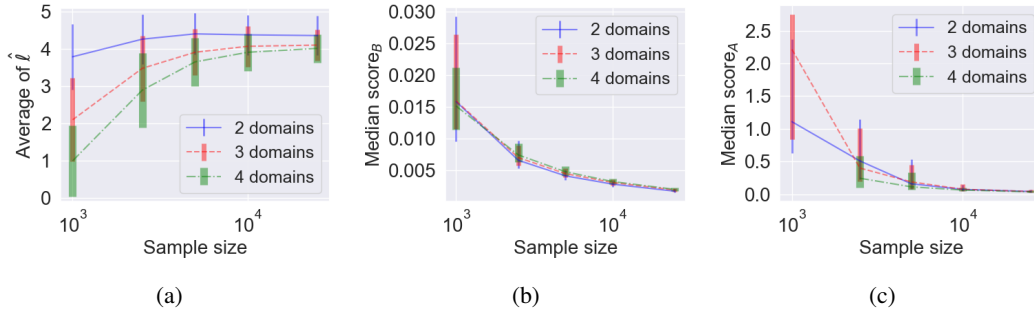 Average of ℓ̂
5
4
3
2
1
0
10³
10⁴
Sample size
2 domains
3 domains
4 domains
(a)
Median score_B
0.030
0.025
0.020
0.015
0.010
0.005
10³
10⁴
Sample size
2 domains
3 domains
4 domains
(b)
Median score_A
2.5
2.0
1.5
1.0
0.5
0.0
10³
10⁴
Sample size
2 domains
3 domains
4 domains
(c)